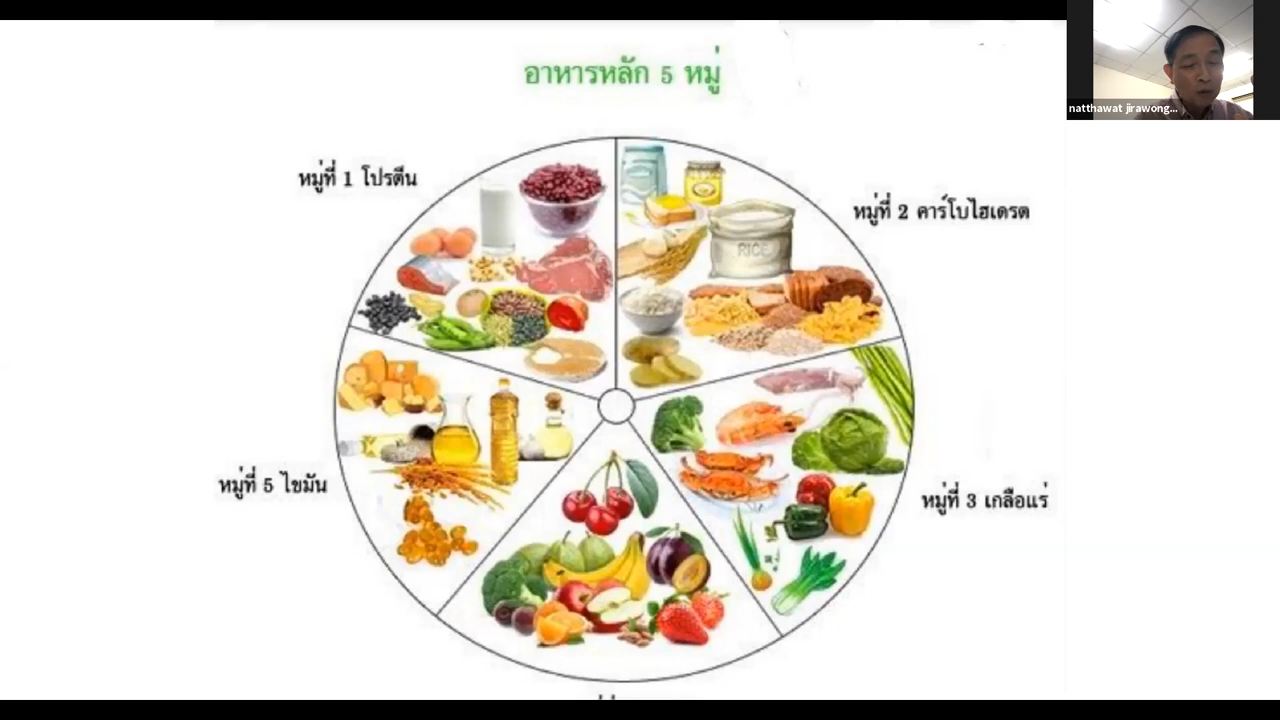 อาหารหลัก 5 หมู่
natthawat jirawong...
หมู่ที่ 1 โปรตีน
หมู่ที่ 2 คาร์โบไฮเดรต
RICE
หมู่ที่ 5 ไขมัน
หมู่ที่ 3 เกลือแร่